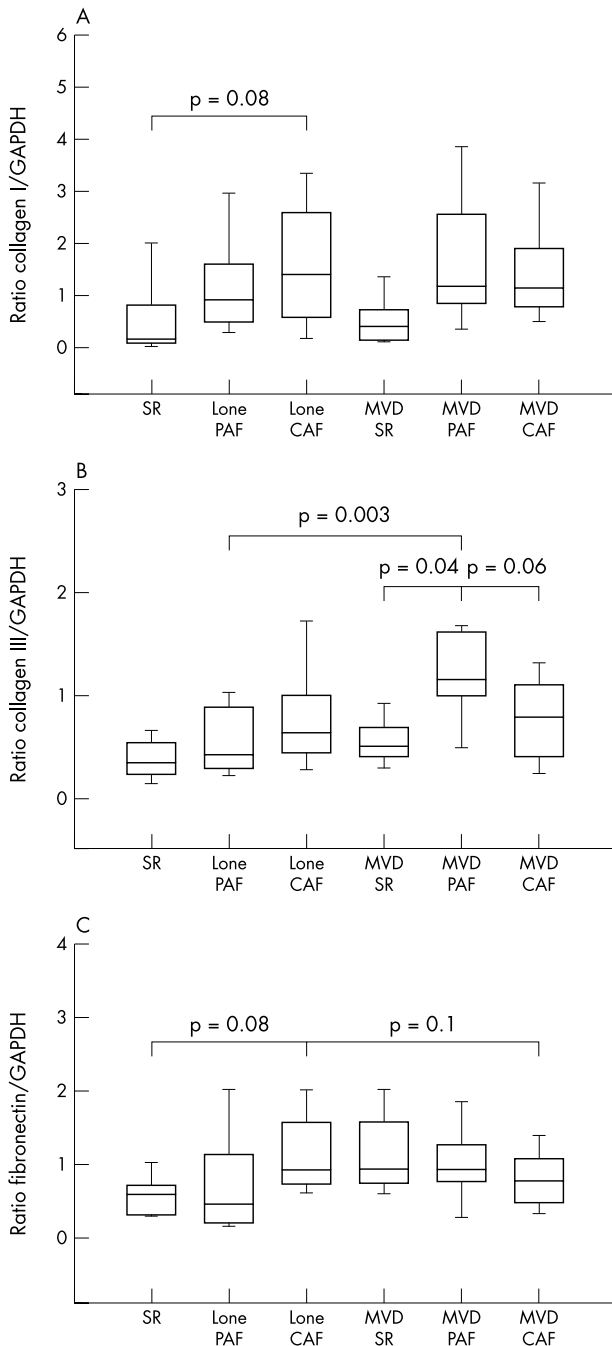 A
6
5
4
3
2
1
0
Ratio collagen I/GAPDH
p = 0.08
SR Lone PAF Lone CAF MVD SR MVD PAF MVD CAF
B
3
2
1
0
Ratio collagen III/GAPDH
p = 0.003
p = 0.04 p = 0.06
SR Lone PAF Lone CAF MVD SR MVD PAF MVD CAF
C
4
3
2
1
0
Ratio fibronectin/GAPDH
p = 0.08 p = 0.1
SR Lone PAF Lone CAF MVD SR MVD PAF MVD CAF